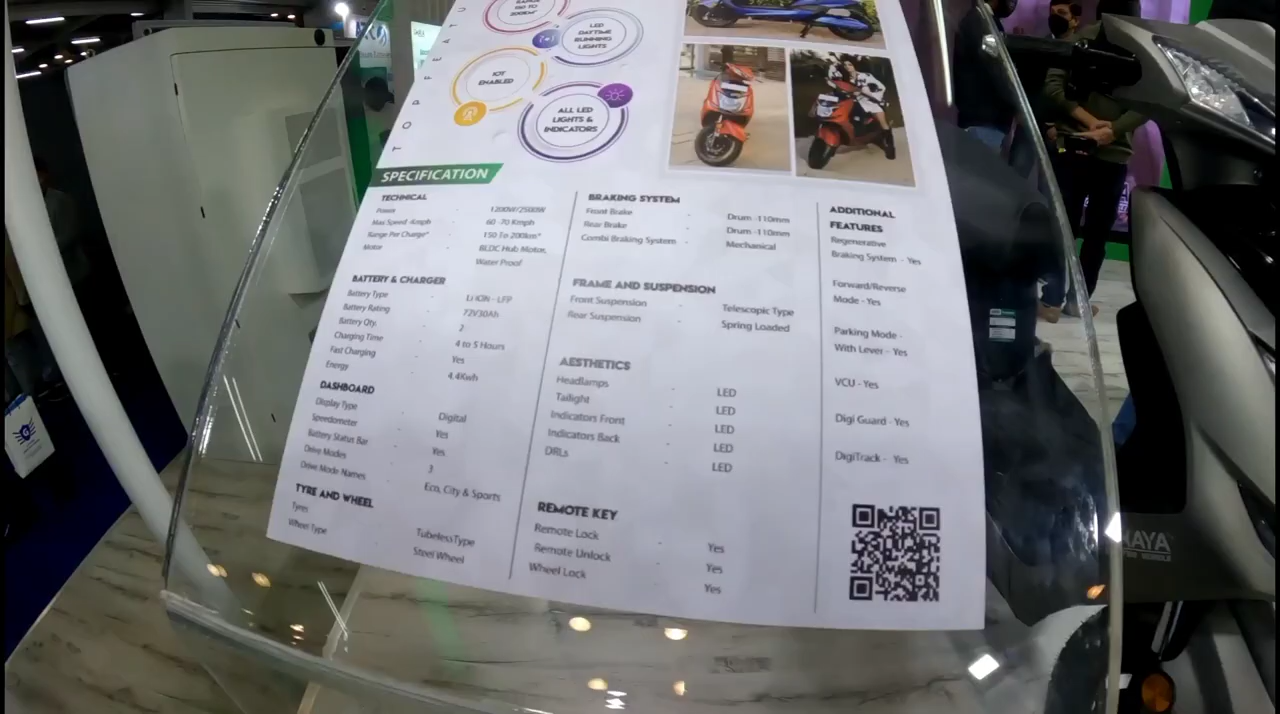 TOP FEATU
RANGE
150 TO
200KM*
LED
DAYTIME
RUNNING
LIGHTS
IOT
ENABLED
ALL LED
LIGHTS &
INDICATORS
SPECIFICATION
TECHNICAL
Power - 1200W/2500W
Max Speed -Kmph - 60 -70 Kmph
Range Per Charge* - 150 To 200km*
Motor - BLDC Hub Motor,
Water Proof
BATTERY & CHARGER
Battery Type - Li ION - LFP
Battery Rating - 72V30Ah
Battery Qty. - 2
Charging Time - 4 to 5 Hours
Fast Charging - Yes
Energy - 4.4Kwh
DASHBOARD
Display Type - Digital
Speedometer - Yes
Battery Status Bar - Yes
Drive Modes - 3
Drive Mode Names - Eco, City & Sports
TYRE AND WHEEL
Tyres - TubelessType
Wheel Type - Steel Wheel
BRAKING SYSTEM
Front Brake - Drum -110mm
Rear Brake - Drum -110mm
Combi Braking System - Mechanical
FRAME AND SUSPENSION
Front Suspension - Telescopic Type
Rear Suspension - Spring Loaded
AESTHETICS
Headlamps - LED
Tailight - LED
Indicators Front - LED
Indicators Back - LED
DRLs - LED
REMOTE KEY
Remote Lock - Yes
Remote Unlock - Yes
Wheel Lock - Yes
ADDITIONAL
FEATURES
Regenerative
Braking System - Yes
Forward/Reverse
Mode - Yes
Parking Mode -
With Lever - Yes
VCU - Yes
Digi Guard - Yes
DigiTrack - Yes
RAYA